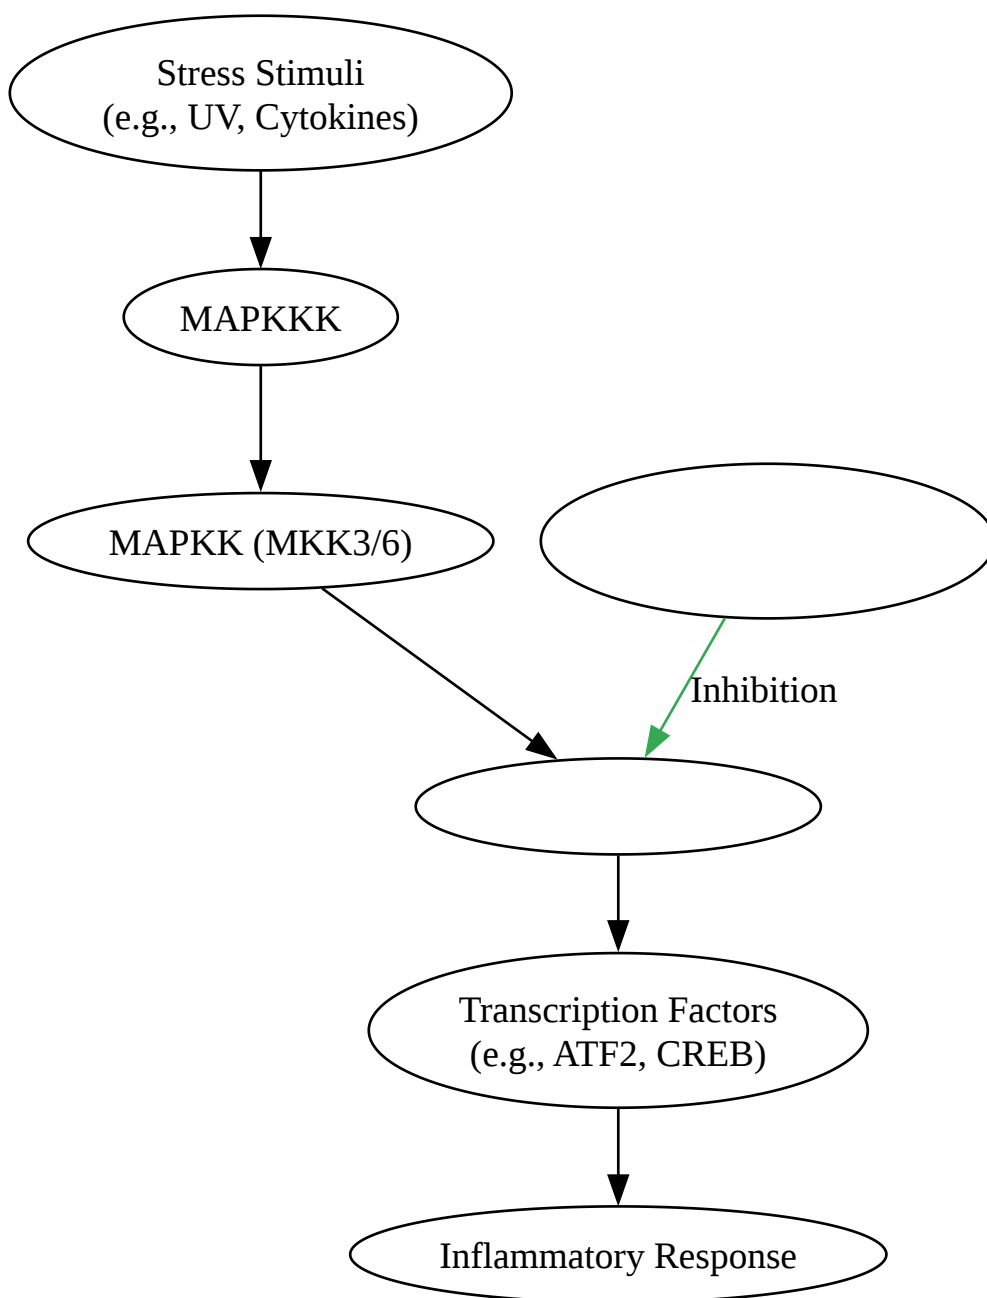 Stress Stimuli
(e.g., UV, Cytokines)
MAPKKK
MAPKK (MKK3/6)
Inhibition
Transcription Factors
(e.g., ATF2, CREB)
Inflammatory Response